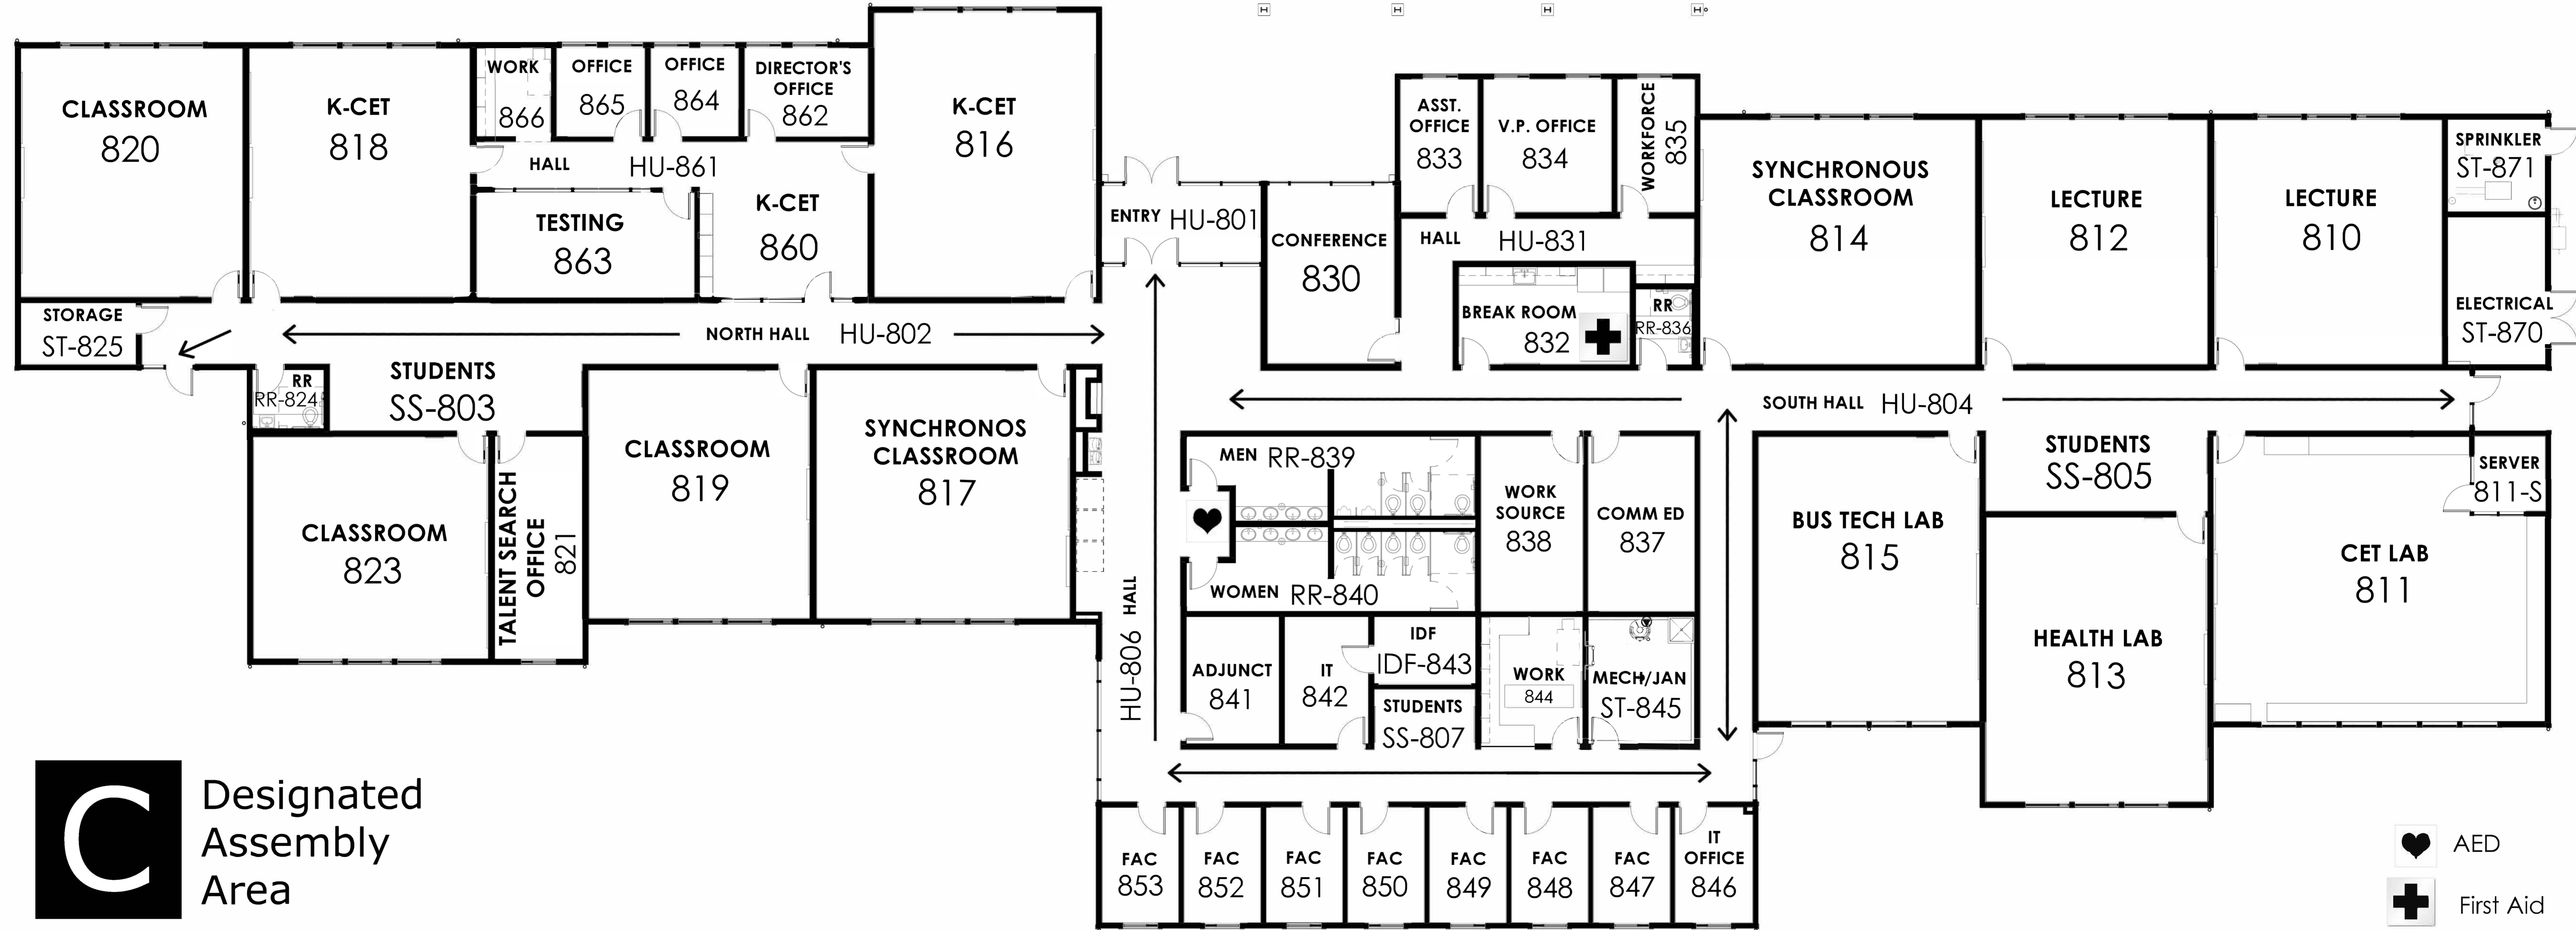 CLASSROOM
820
K-CET
818
WORK
866
OFFICE
865
OFFICE
864
DIRECTOR'S
OFFICE
862
K-CET
816
HALL HU-861
TESTING
863
K-CET
860
ENTRY HU-801
CONFERENCE
830
ASST.
OFFICE
833
V.P. OFFICE
834
WORKFORCE
835
HALL HU-831
BREAK ROOM
832
RR
RR-836
SYNCHRONOUS
CLASSROOM
814
LECTURE
812
LECTURE
810
SPRINKLER
ST-871
ELECTRICAL
ST-870
STORAGE
ST-825
NORTH HALL HU-802
RR
RR-824
STUDENTS
SS-803
SOUTH HALL HU-804
CLASSROOM
823
TALENT SEARCH
OFFICE
821
CLASSROOM
819
SYNCHRONOS
CLASSROOM
817
HU-806 HALL
MEN RR-839
WOMEN RR-840
WORK
SOURCE
838
COMM ED
837
ADJUNCT
841
IT
842
IDF
IDF-843
STUDENTS
SS-807
WORK
844
MECH/JAN
ST-845
BUS TECH LAB
815
STUDENTS
SS-805
HEALTH LAB
813
SERVER
811-S
CET LAB
811
FAC
853
FAC
852
FAC
851
FAC
850
FAC
849
FAC
848
FAC
847
IT
OFFICE
846
C
Designated
Assembly
Area
AED
First Aid